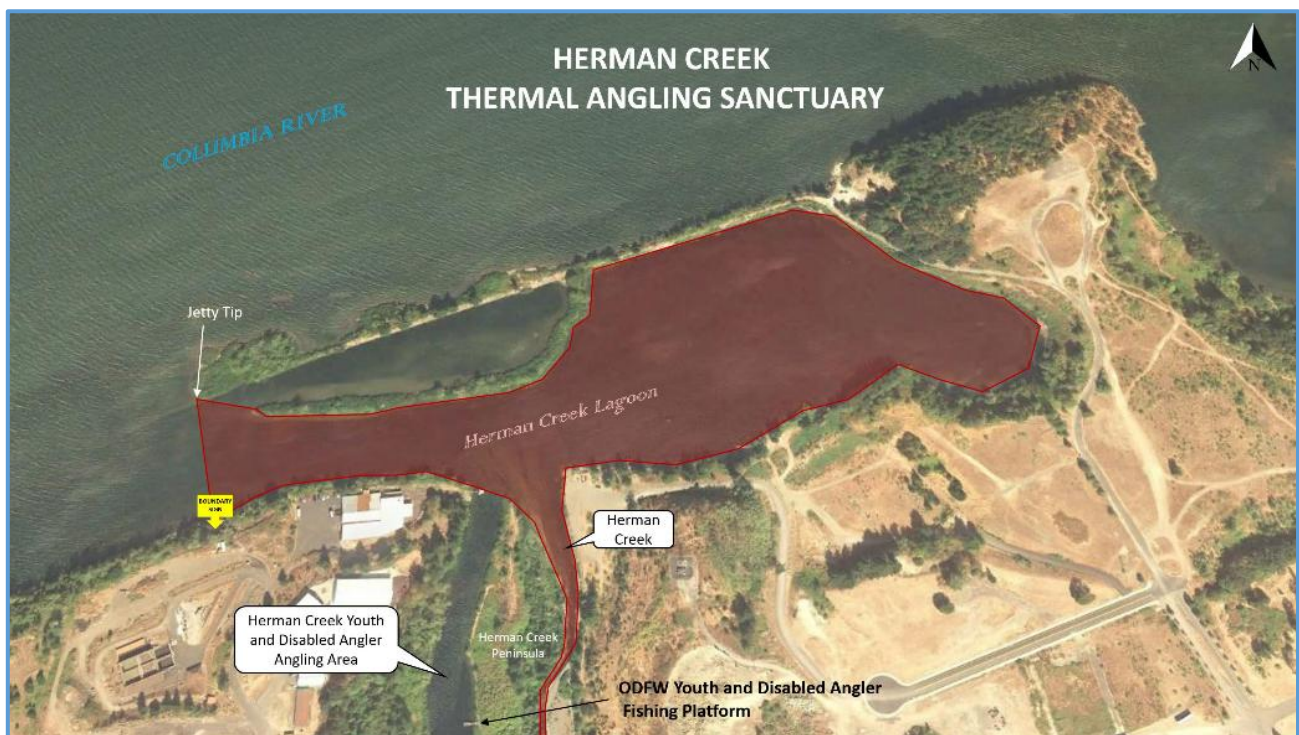 HERMAN CREEK
THERMAL ANGLING SANCTUARY
N
COLUMBIA RIVER
Jetty Tip
Herman Creek Lagoon
BOUNDARY
SIGN
Herman
Creek
Herman Creek Youth
and Disabled Angler
Angling Area
Herman Creek
Peninsula
ODFW Youth and Disabled Angler
Fishing Platform